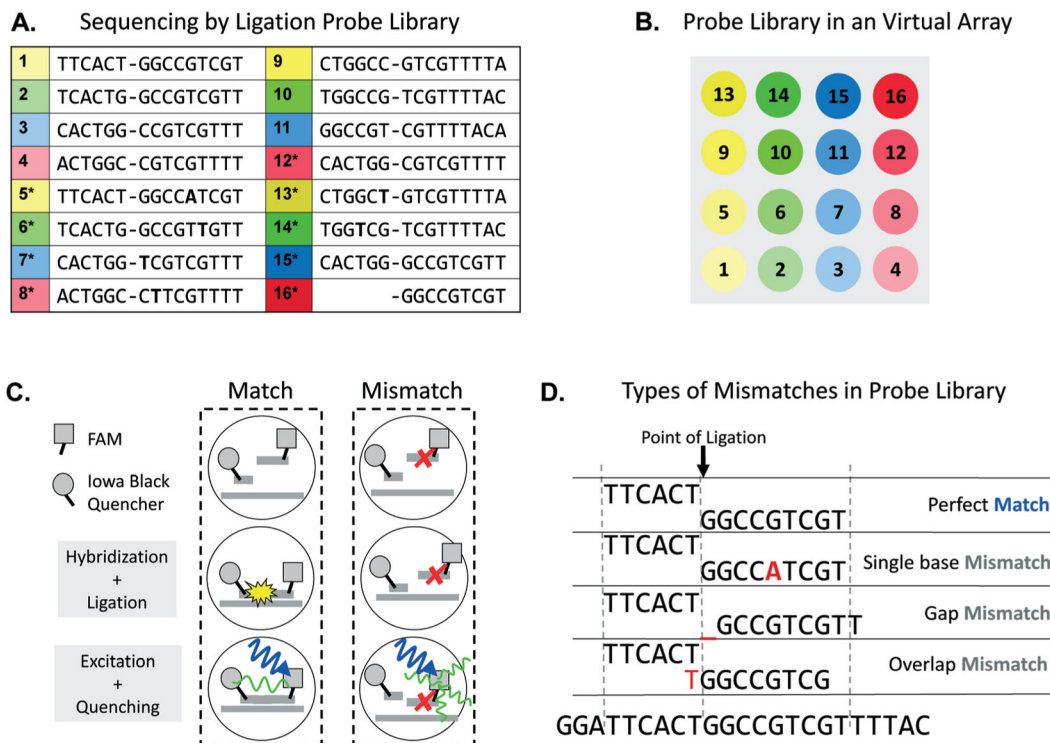 A. Sequencing by Ligation Probe Library
1 TTCACT-GGCCGTCGT 9 CTGGCC-GTCGTTTTA
2 TCACTG-GCCGTCGTT 10 TGGCCG-TCGTTTTAC
3 CACTGG-CCGTCGTTT 11 GGCCGT-CGTTTTACA
4 ACTGGC-CGTCGTTTT 12* CACTGG-CGTCGTTTT
5* TTCACT-GGCCATCGT 13* CTGGCT-GTCGTTTTA
6* TCACTG-GCCGTTGTT 14* TGGTCG-TCGTTTTAC
7* CACTGG-TCGTCGTTT 15* CACTGG-GCCGTCGTT
8* ACTGGC-CTTCGTTTT 16* -GGCCGTCGT
B. Probe Library in an Virtual Array
13 14 15 16
9 10 11 12
5 6 7 8
1 2 3 4
C.
Match Mismatch
FAM
Iowa Black
Quencher
Hybridization
+
Ligation
Excitation
+
Quenching
D. Types of Mismatches in Probe Library
Point of Ligation
TTCACT
GGCCGTCGT Perfect Match
TTCACT
GGCCATCGT Single base Mismatch
TTCACT
_GCCGTCGTT Gap Mismatch
TTCACT
TGGCCGTCG Overlap Mismatch
GGATTCACTGGCCGTCGTTTTAC